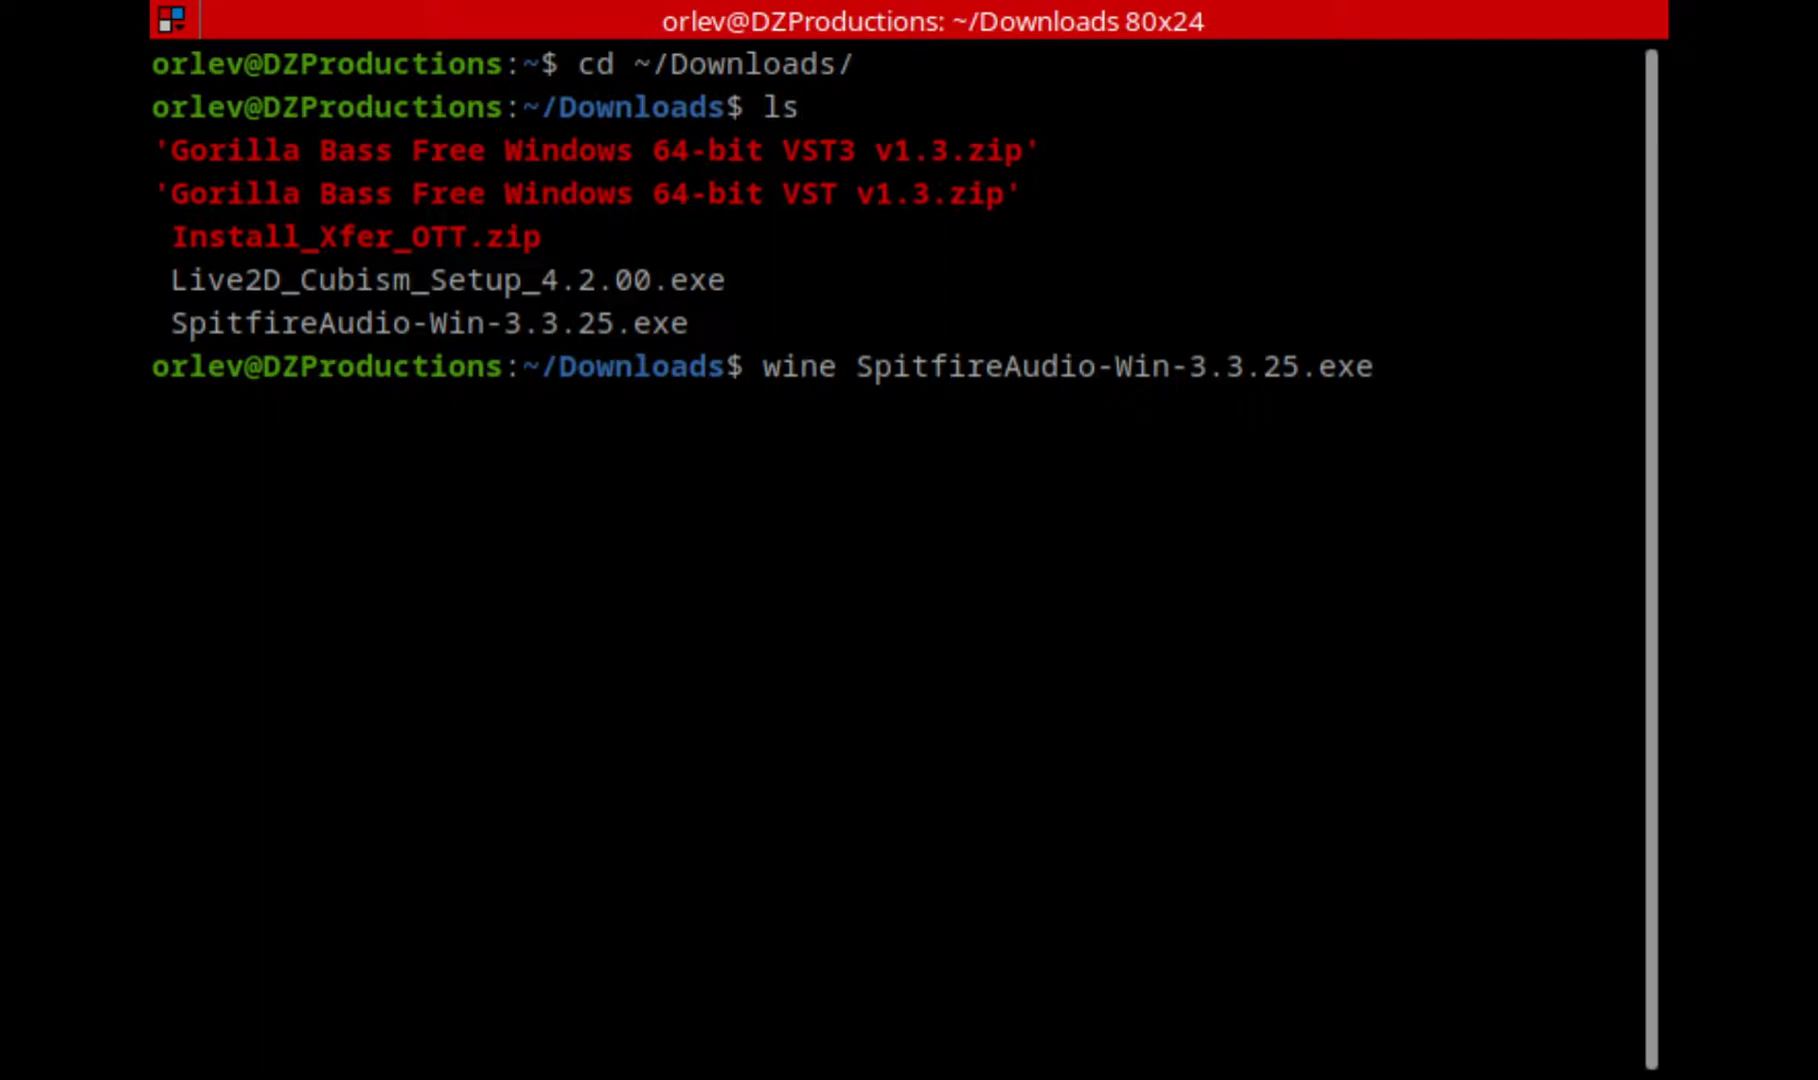 orlev@DZProductions: ~/Downloads 80x24
orlev@DZProductions:~$ cd ~/Downloads/
orlev@DZProductions:~/Downloads$ ls
'Gorilla Bass Free Windows 64-bit VST3 v1.3.zip'
'Gorilla Bass Free Windows 64-bit VST v1.3.zip'
Install_Xfer_OTT.zip
Live2D_Cubism_Setup_4.2.00.exe
SpitfireAudio-Win-3.3.25.exe
orlev@DZProductions:~/Downloads$ wine SpitfireAudio-Win-3.3.25.exe